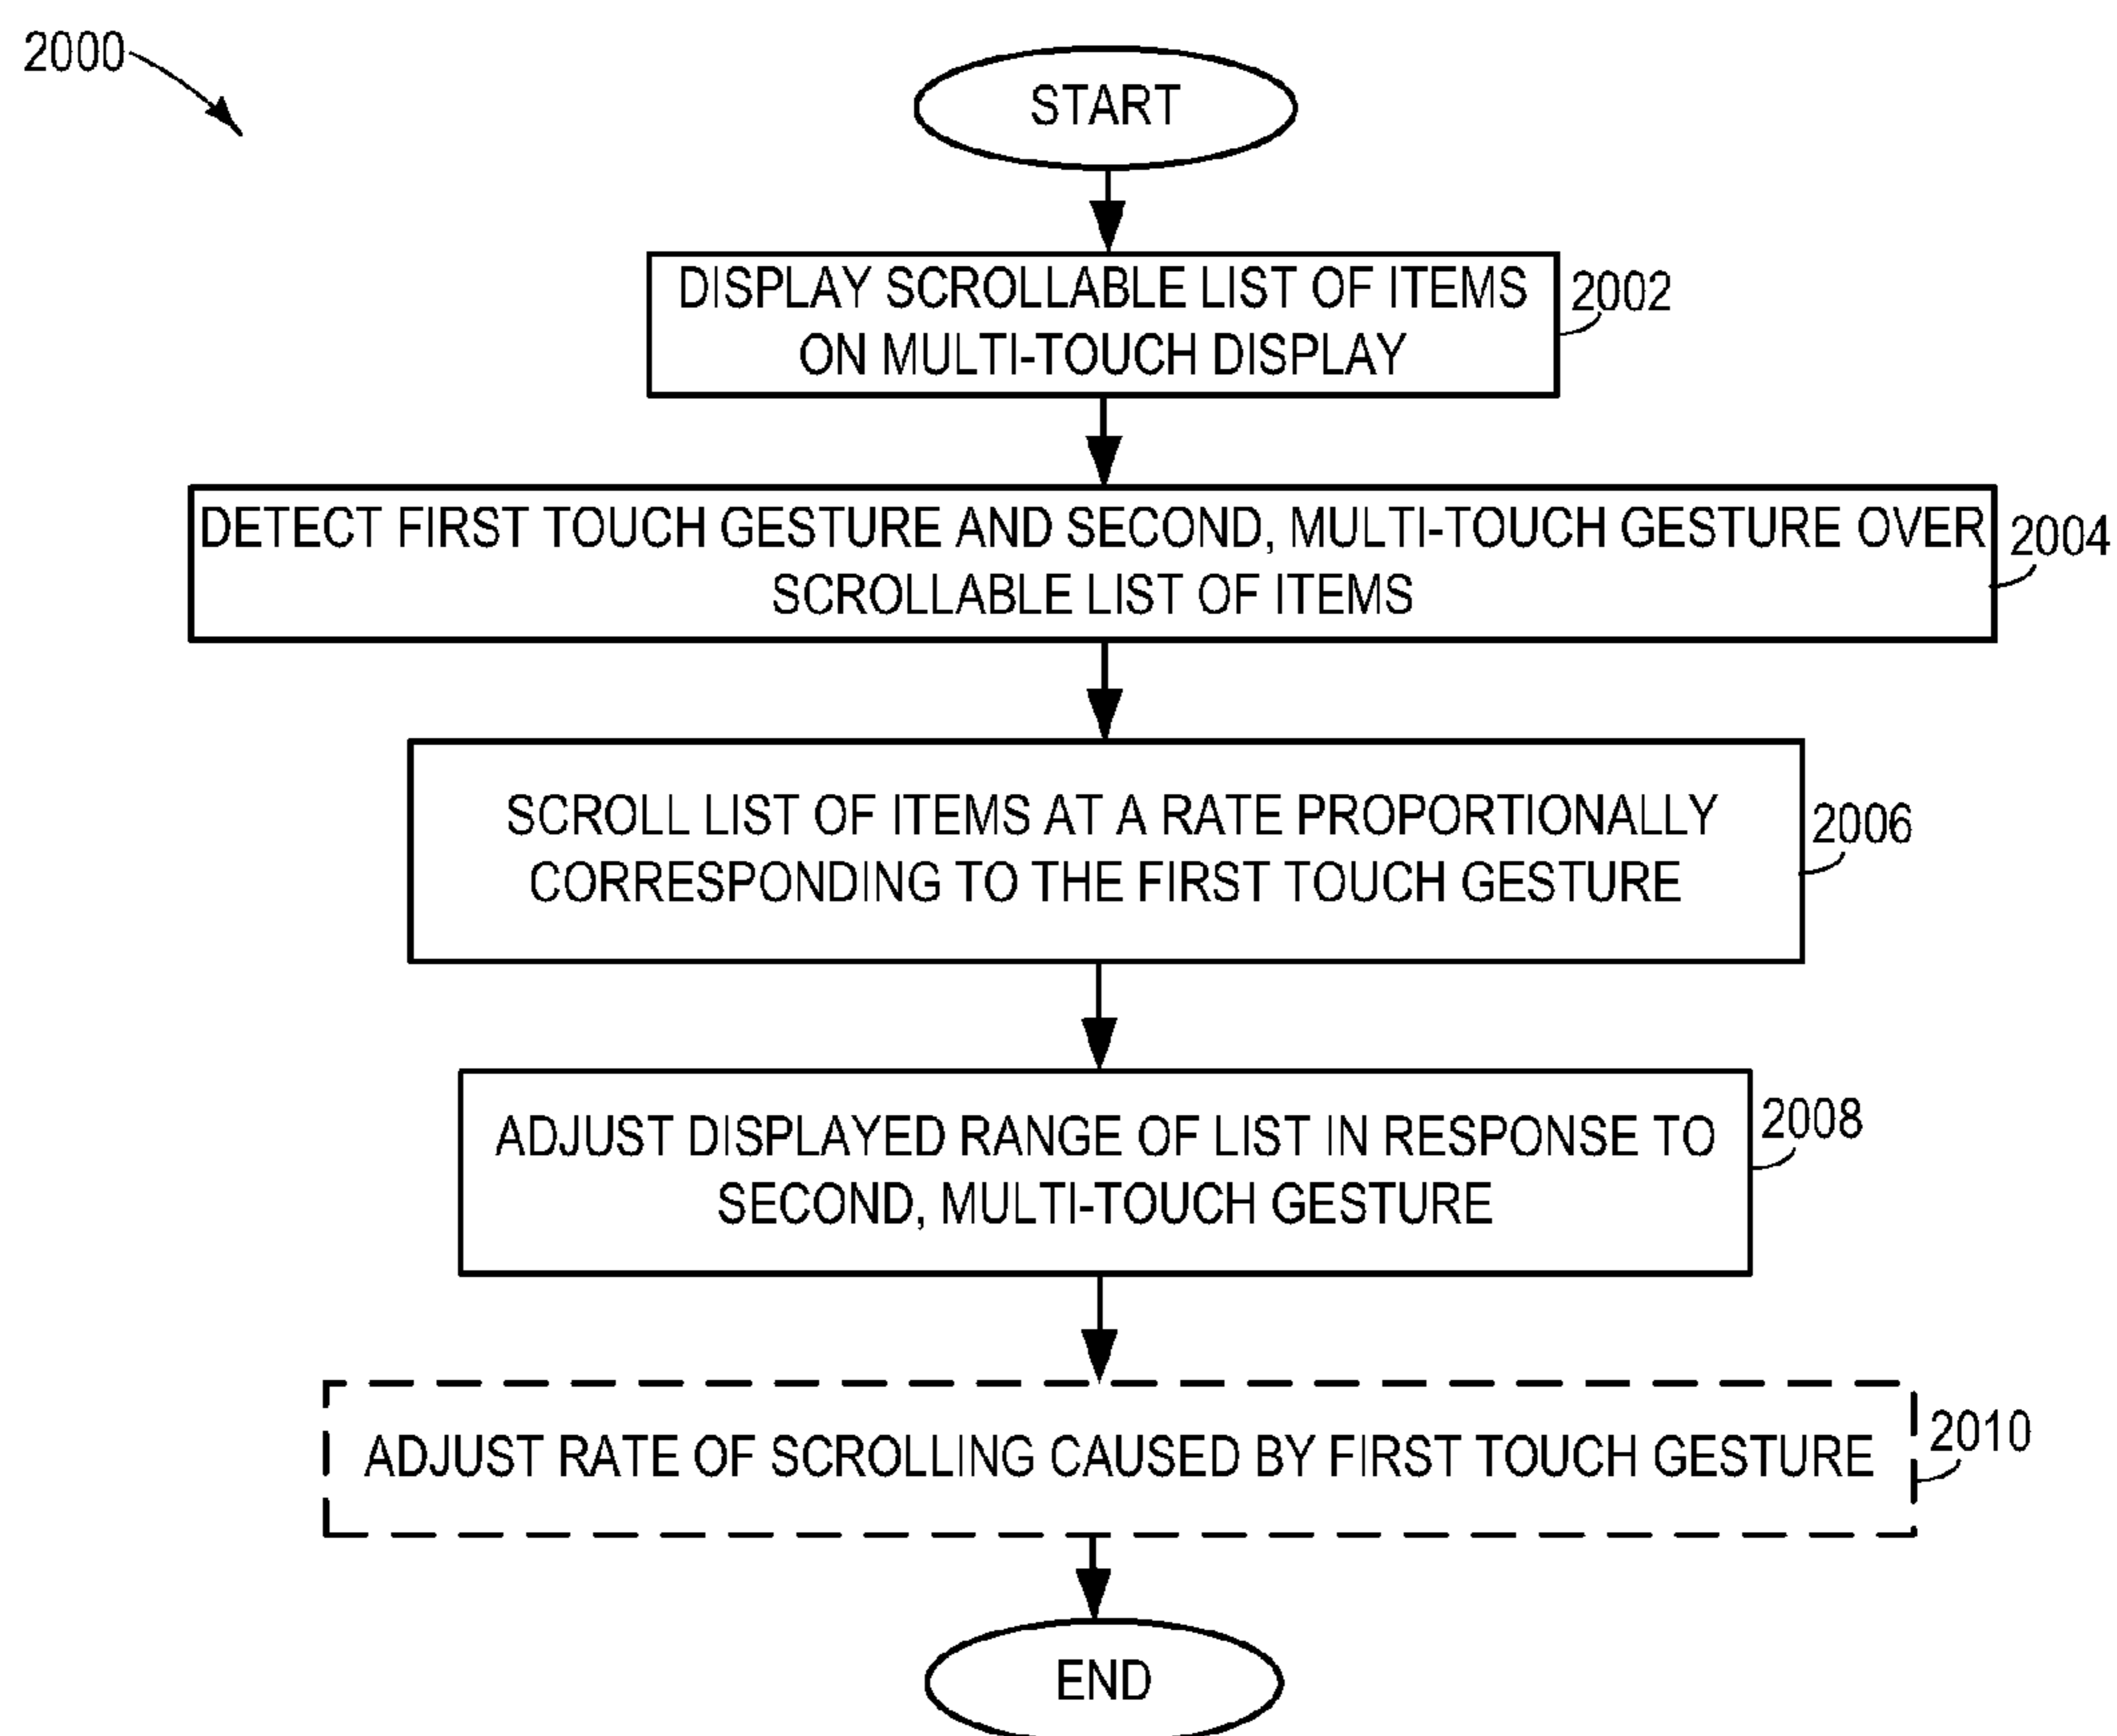 2000
START
DISPLAY SCROLLABLE LIST OF ITEMS
ON MULTI-TOUCH DISPLAY
2002
DETECT FIRST TOUCH GESTURE AND SECOND, MULTI-TOUCH GESTURE OVER
SCROLLABLE LIST OF ITEMS
2004
SCROLL LIST OF ITEMS AT A RATE PROPORTIONALLY
CORRESPONDING TO THE FIRST TOUCH GESTURE
2006
ADJUST DISPLAYED RANGE OF LIST IN RESPONSE TO
SECOND, MULTI-TOUCH GESTURE
2008
ADJUST RATE OF SCROLLING CAUSED BY FIRST TOUCH GESTURE
2010
END